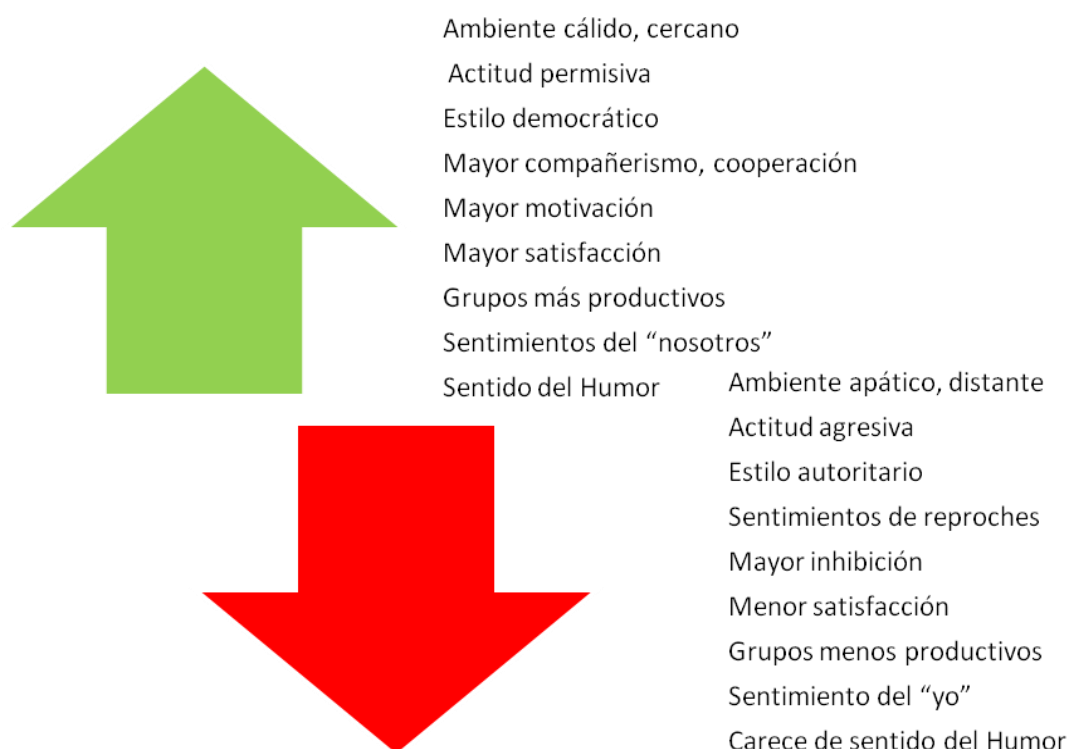 Ambiente cálido, cercano
Actitud permisiva
Estilo democrático
Mayor compañerismo, cooperación
Mayor motivación
Mayor satisfacción
Grupos más productivos
Sentimientos del “nosotros”
Sentido del Humor
Ambiente apático, distante
Actitud agresiva
Estilo autoritario
Sentimientos de reproches
Mayor inhibición
Menor satisfacción
Grupos menos productivos
Sentimiento del “yo”
Carece de sentido del Humor